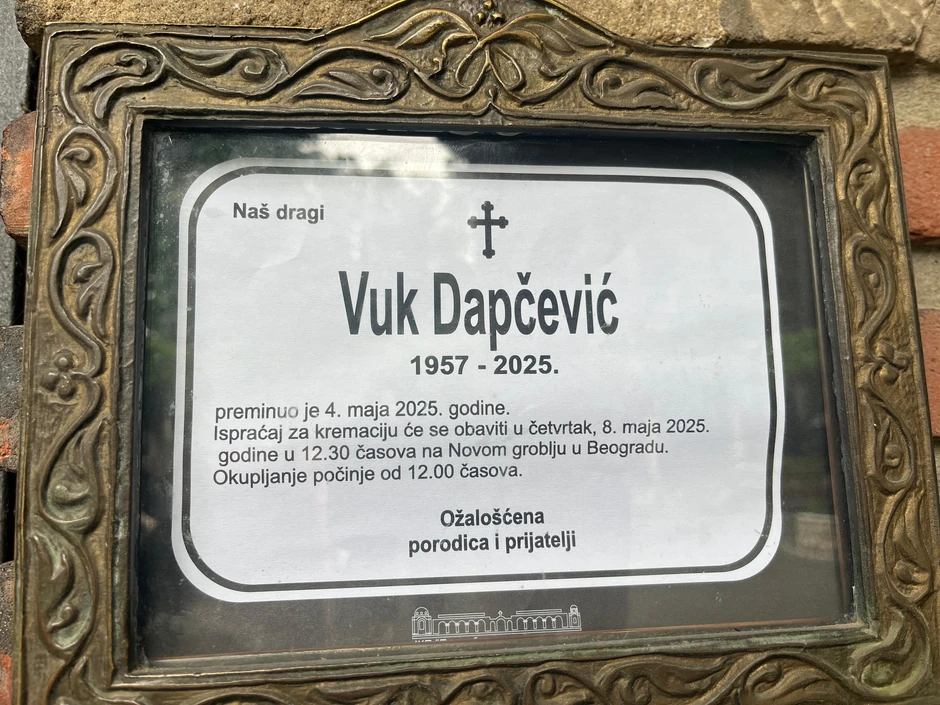 Naš dragi
Vuk Dapčević
1957 - 2025.
preminuo je 4. maja 2025. godine.
Ispraćaj za kremaciju će se obaviti u četvrtak, 8. maja 2025.
godine u 12.30 časova na Novom groblju u Beogradu.
Okupljanje počinje od 12.00 časova.
Ožalošćena
porodica i prijatelji